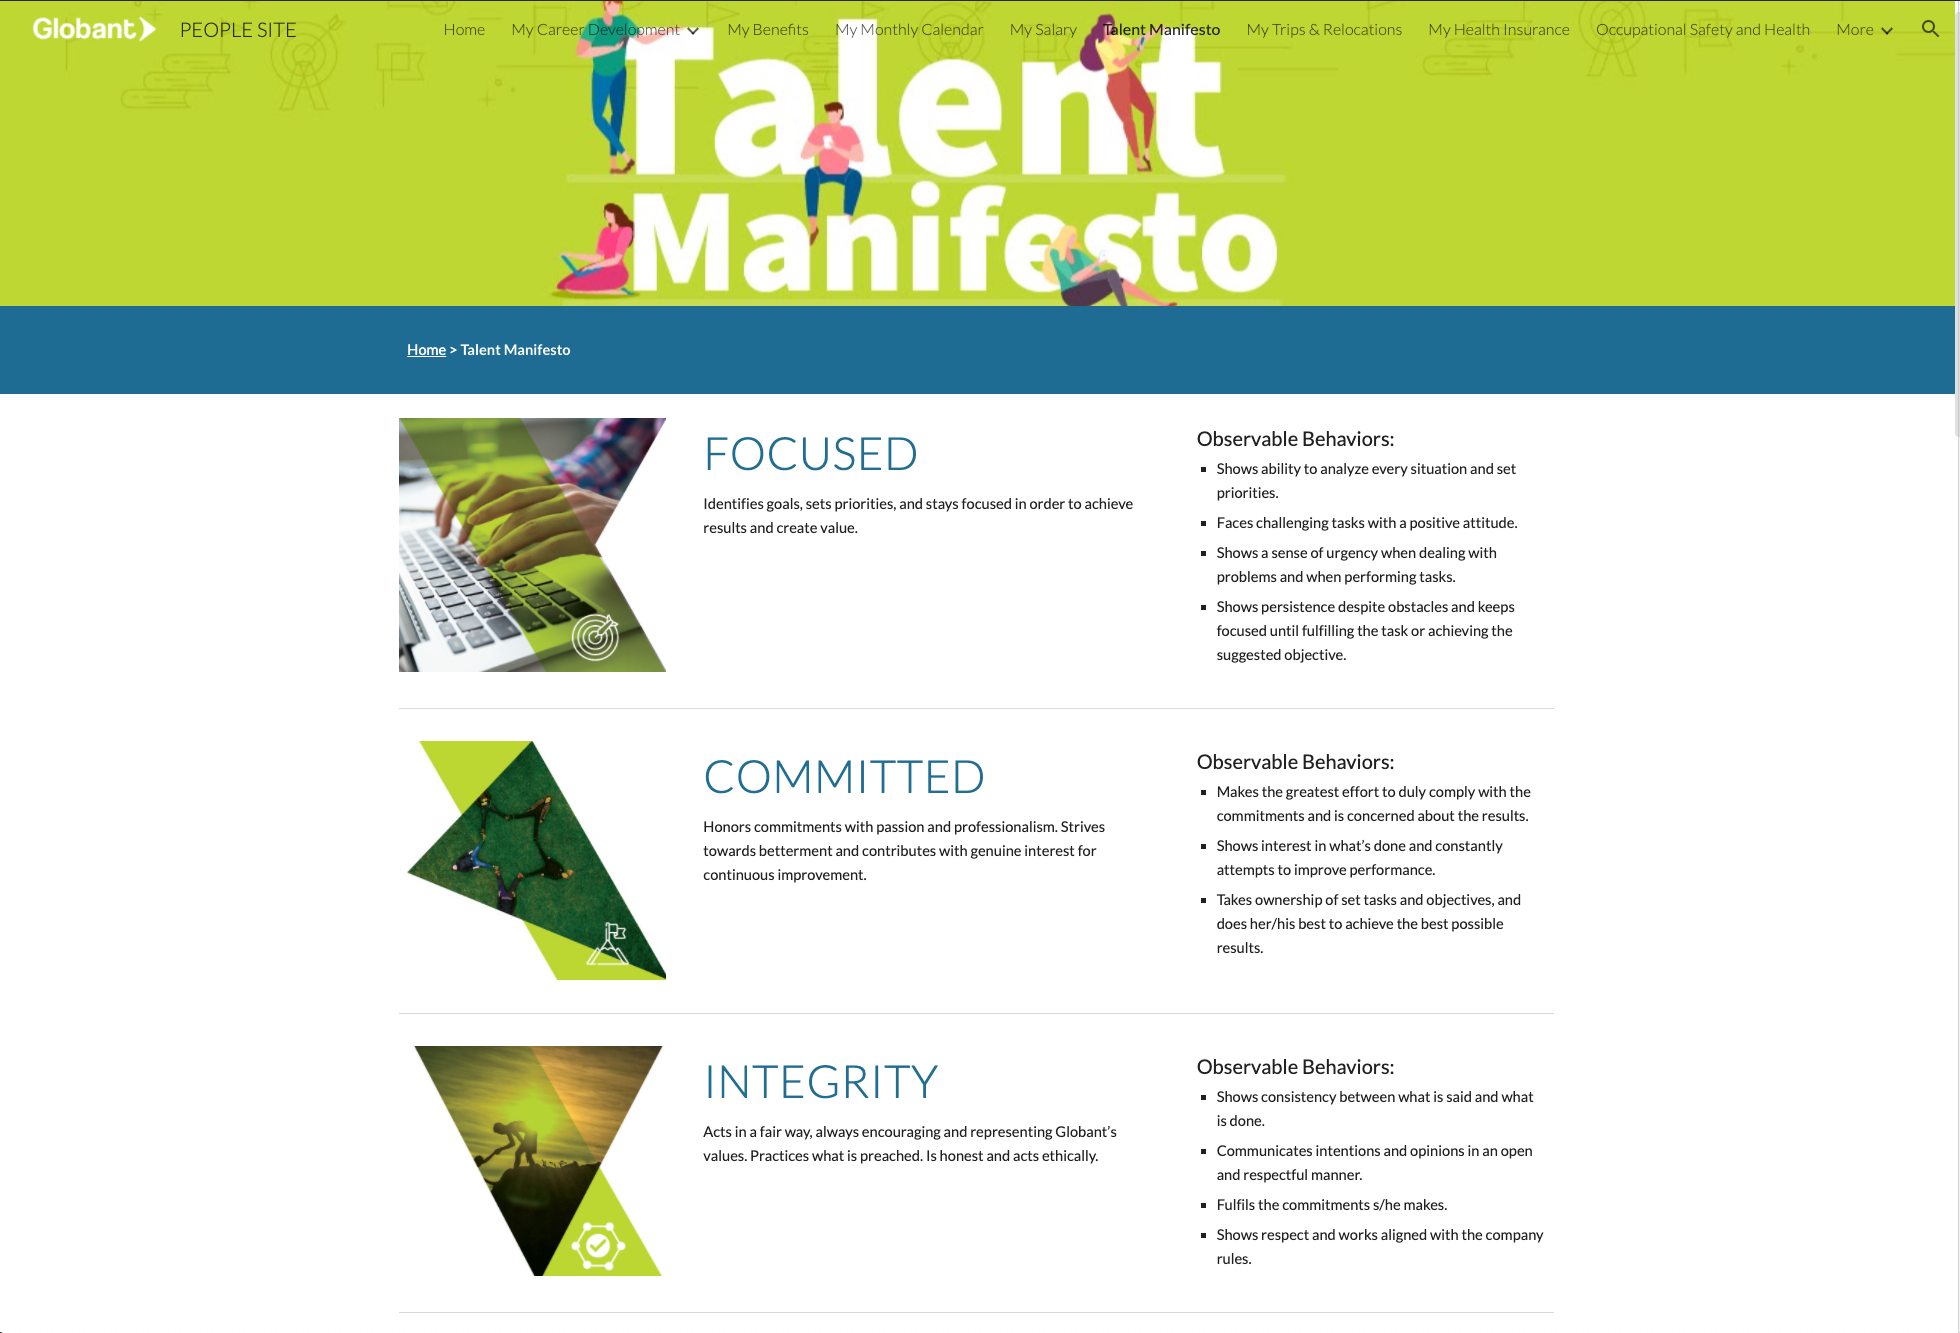 Globant PEOPLE SITE Home My Career Development My Benefits My Monthly Calendar My Salary Talent Manifesto My Trips & Relocations My Health Insurance Occupational Safety and Health More
Talent
Manifesto
Home > Talent Manifesto
FOCUSED
Identifies goals, sets priorities, and stays focused in order to achieve
results and create value.
Observable Behaviors:
▪ Shows ability to analyze every situation and set
priorities.
▪ Faces challenging tasks with a positive attitude.
▪ Shows a sense of urgency when dealing with
problems and when performing tasks.
▪ Shows persistence despite obstacles and keeps
focused until fulfilling the task or achieving the
suggested objective.
COMMITTED
Honors commitments with passion and professionalism. Strives
towards betterment and contributes with genuine interest for
continuous improvement.
Observable Behaviors:
▪ Makes the greatest effort to duly comply with the
commitments and is concerned about the results.
▪ Shows interest in what’s done and constantly
attempts to improve performance.
▪ Takes ownership of set tasks and objectives, and
does her/his best to achieve the best possible
results.
INTEGRITY
Acts in a fair way, always encouraging and representing Globant’s
values. Practices what is preached. Is honest and acts ethically.
Observable Behaviors:
▪ Shows consistency between what is said and what
is done.
▪ Communicates intentions and opinions in an open
and respectful manner.
▪ Fulfils the commitments s/he makes.
▪ Shows respect and works aligned with the company
rules.